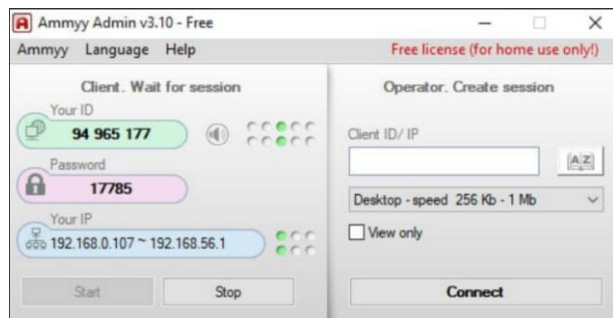 Ammyy Admin v3.10 - Free
Ammyy Language Help
Free license (for home use only!)
Client. Wait for session
Your ID
94 965 177
Password
17785
Your IP
192.168.0.107 ~ 192.168.56.1
Start Stop
Operator. Create session
Client ID/ IP
A Z
Desktop - speed 256 Kb - 1 Mb
View only
Connect